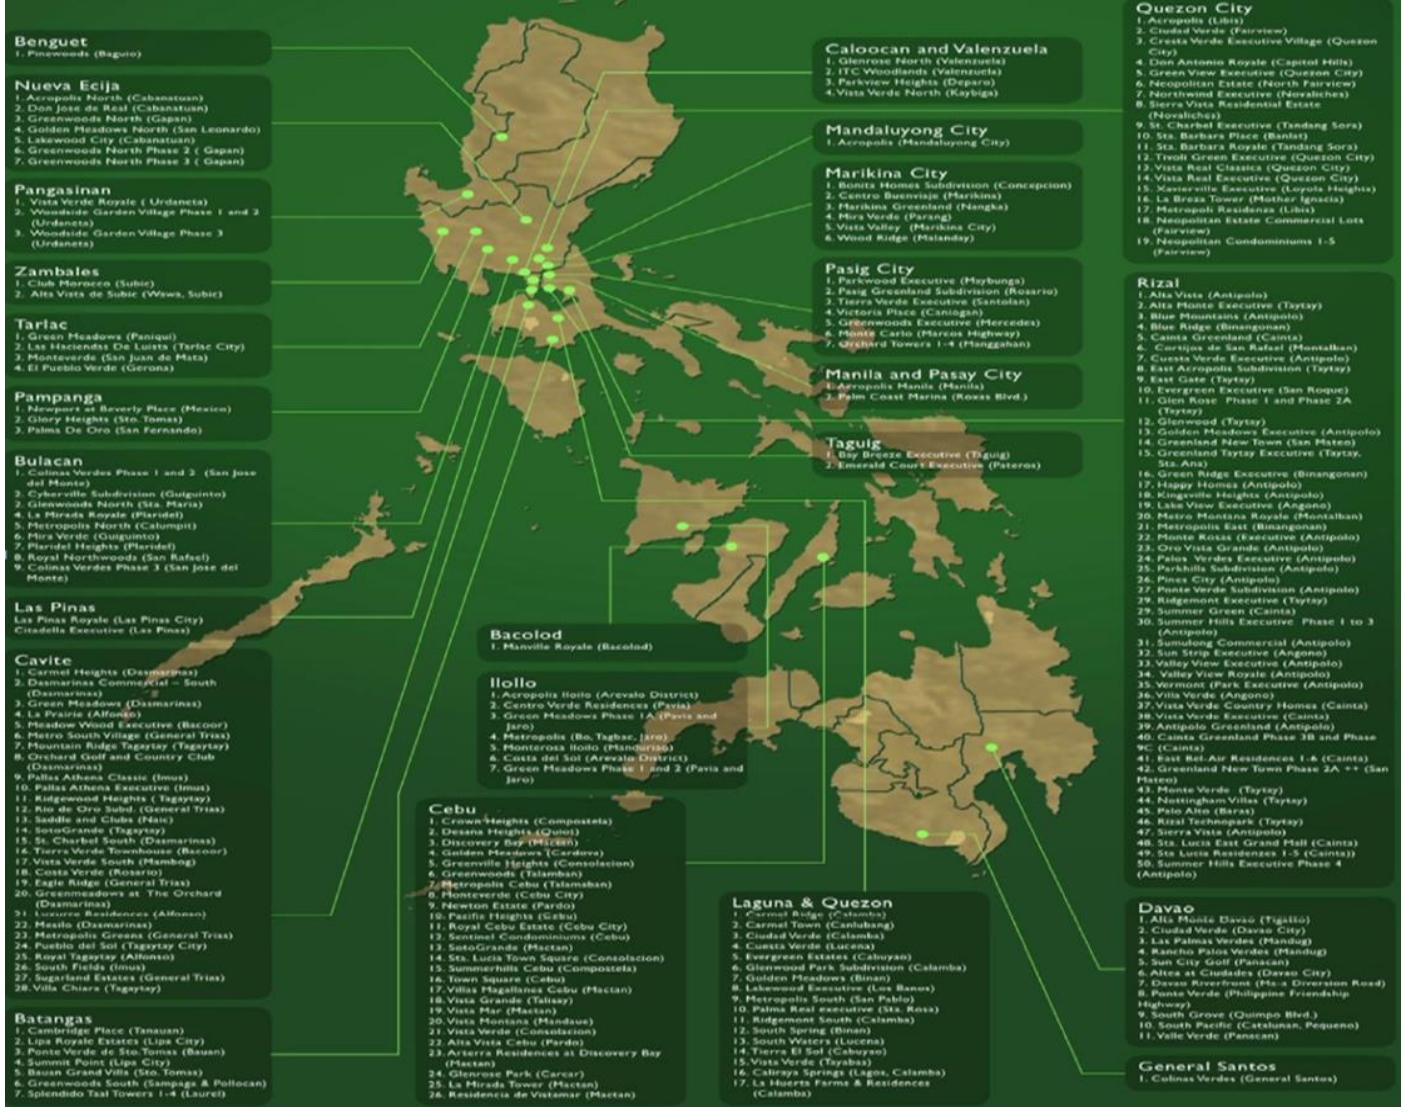 Benguet
1. Pinewoods (Baguio)
Nueva Ecija
1. Acropolis North (Cabanatuan)
2. Don Jose de Real (Cabanatuan)
3. Greenwoods North (Gapan)
4. Golden Meadows North (San Leonardo)
5. Lakewood City (Cabanatuan)
6. Greenwoods North Phase 2 ( Gapan)
7. Greenwoods North Phase 3 ( Gapan)
Pangasinan
1. Vista Verde Royale ( Urdaneta)
2. Woodside Garden Village Phase 1 and 2
(Urdaneta)
3. Woodside Garden Village Phase 3
(Urdaneta)
Zambales
1. Club Morocco (Subic)
2. Alta Vista de Subic (Wawa, Subic)
Tarlac
1. Green Meadows (Paniqui)
2. Las Haciendas De Luisita (Tarlac City)
3. Monteverde (San Juan de Mata)
4. El Pueblo Verde (Gerona)
Pampanga
1. Newport at Beverly Place (Mexico)
2. Glory Heights (Sto. Tomas)
3. Palma De Oro (San Fernando)
Bulacan
1. Colinas Verdes Phase 1 and 2 (San Jose
del Monte)
2. Cyberville Subdivision (Guiguinto)
2. Glenwoods North (Sta. Maria)
4. La Mirada Royale (Plaridel)
5. Metropolis North (Calumpit)
6. Mira Verde (Guiguinto)
7. Plaridel Heights (Plaridel)
8. Royal Northwoods (San Rafael)
9. Colinas Verdes Phase 3 (San Jose del
Monte)
Las Pinas
Las Pinas Royale (Las Pinas City)
Citadella Executive (Las Pinas)
Cavite
1. Carmel Heights (Dasmarinas)
2. Dasmarinas Commercial – South
(Dasmarinas)
3. Green Meadows (Dasmarinas)
4. La Prairie (Alfonso)
5. Meadow Wood Executive (Bacoor)
6. Metro South Village (General Trias)
7. Mountain Ridge Tagaytay (Tagaytay)
8. Orchard Golf and Country Club
(Dasmarinas)
9. Pallas Athena Classic (Imus)
10. Pallas Athena Executive (Imus)
11. Ridgewood Heights ( Tagaytay)
12. Rio de Oro Subd. (General Trias)
13. Saddle and Clubs (Naic)
14. SotoGrande (Tagaytay)
15. St. Charbel South (Dasmarinas)
16. Tierra Verde Townhouse (Bacoor)
17. Vista Verde South (Mambog)
18. Costa Verde (Rosario)
19. Eagle Ridge (General Trias)
20. Greenmeadows at The Orchard
(Dasmarinas)
21. Luxurre Residences (Alfonso)
22. Mesilo (Dasmarinas)
23. Metropolis Greens (General Trias)
24. Pueblo del Sol (Tagaytay City)
25. Royal Tagaytay (Alfonso)
26. South Fields (Imus)
27. Sugarland Estates (General Trias)
28. Villa Chiara (Tagaytay)
Batangas
1. Cambridge Place (Tanauan)
2. Lipa Royale Estates (Lipa City)
3. Ponte Verde de Sto.Tomas (Bauan)
4. Summit Point (Lipa City)
5. Bauan Grand Villa (Sto. Tomas)
6. Greenwoods South (Sampaga & Pollocan)
7. Splendido Taal Towers 1-4 (Laurel)
Bacolod
1. Manville Royale (Bacolod)
Iloilo
1. Acropolis Iloilo (Arevalo District)
2. Centro Verde Residences (Pavia)
3. Green Meadows Phase 1A (Pavia and
Jaro)
4. Metropolis (Bo, Tagbac, Jaro)
5. Monterosa Iloilo (Mandurriao)
6. Costa del Sol (Arevalo District)
7. Green Meadows Phase 1 and 2 (Pavia and
Jaro)
Cebu
1. Crown Heights (Compostela)
2. Desana Heights (Quiot)
3. Discovery Bay (Mactan)
4. Golden Meadows (Cordova)
5. Greenville Heights (Consolacion)
6. Greenwoods (Talamban)
7. Metropolis Cebu (Talamaban)
8. Monteverde (Cebu City)
9. Newton Estate (Pardo)
10. Pacific Heights (Cebu)
11. Royal Cebu Estate (Cebu City)
12. Sentinel Condominiums (Cebu)
13. SotoGrande (Mactan)
14. Sta. Lucia Town Square (Consolacion)
15. Summerhills Cebu (Compostela)
16. Town Square (Cebu)
17. Villas Magallanes Cebu (Mactan)
18. Vista Grande (Talisay)
19. Vista Mar (Mactan)
20. Vista Montana (Mandaue)
21. Vista Verde (Consolacion)
22. Alta Vista Cebu (Pardo)
23. Arterra Residences at Discovery Bay
(Mactan)
24. Glenrose Park (Carcar)
25. La Mirada Tower (Mactan)
26. Residencia de Vistamar (Mactan)
Caloocan and Valenzuela
1. Glenrose North (Valenzuela)
2. ITC Woodlands (Valenzuela)
3. Parkview Heights (Deparo)
4. Vista Verde North (Kaybiga)
Mandaluyong City
1. Acropolis (Mandaluyong City)
Marikina City
1. Bonita Homes Subdivision (Concepcion)
2. Centro Buenviaje (Marikina)
3. Marikina Greenland (Nangka)
4. Mira Verde (Parang)
5. Vista Valley (Marikina City)
6. Wood Ridge (Malanday)
Pasig City
1. Parkwood Executive (Maybunga)
2. Pasig Greenland Subdivision (Rosario)
3. Tierra Verde Executive (Santolan)
4. Victoria Place (Caniogan)
5. Greenwoods Executive (Mercedes)
6. Monte Carlo (Marcos Highway)
7. Orchard Towers 1-4 (Manggahan)
Manila and Pasay City
1. Acropolis Manila (Manila)
2. Palm Coast Marina (Roxas Blvd.)
Taguig
1. Bay Breeze Executive (Taguig)
2. Emerald Court Executive (Pateros)
Laguna & Quezon
1. Carmel Ridge (Calamba)
2. Carmel Town (Canlubang)
3. Ciudad Verde (Calamba)
4. Cuesta Verde (Lucena)
5. Evergreen Estates (Cabuyao)
6. Glenwood Park Subdivision (Calamba)
7. Golden Meadows (Binan)
8. Lakewood Executive (Los Banos)
9. Metropolis South (San Pablo)
10. Palma Real executive (Sta. Rosa)
11. Ridgemont South (Calamba)
12. South Spring (Binan)
13. South Waters (Lucena)
14. Tierra El Sol (Cabuyao)
15. Vista Verde (Tayabas)
16. Caliraya Springs (Lagos, Calamba)
17. La Huerta Farms & Residences
(Calamba)
Quezon City
1. Acropolis (Libis)
2. Ciudad Verde (Fairview)
3. Cresta Verde Executive Village (Quezon
City)
4. Don Antonio Royale (Capitol Hills)
5. Green View Executive (Quezon City)
6. Neopolitan Estate (North Fairview)
7. Northwind Executive (Novaliches)
8. Sierra Vista Residential Estate
(Novaliches)
9. St. Charbel Executive (Tandang Sora)
10. Sta. Barbara Place (Banlat)
11. Sta. Barbara Royale (Tandang Sora)
12. Tivoli Green Executive (Quezon City)
13. Vista Real Classica (Quezon City)
14. Vista Real Executive (Quezon City)
15. Xavierville Executive (Loyola Heights)
16. La Breza Tower (Mother Ignacia)
17. Metropoli Residenza (Libis)
18. Neopolitan Estate Commercial Lots
(Fairview)
19. Neopolitan Condominiums 1-5
(Fairview)
Rizal
1. Alta Vista (Antipolo)
2. Alta Monte Executive (Taytay)
3. Blue Mountains (Antipolo)
4. Blue Ridge (Binangonan)
5. Cainta Greenland (Cainta)
6. Cortijos de San Rafael (Montalban)
7. Cuesta Verde Executive (Antipolo)
8. East Acropolis Subdivision (Taytay)
9. East Gate (Taytay)
10. Evergreen Executive (San Roque)
11. Glen Rose Phase 1 and Phase 2A
(Taytay)
12. Glenwood (Taytay)
13. Golden Meadows Executive (Antipolo)
14. Greenland New Town (San Mateo)
15. Greenland Taytay Executive (Taytay,
Sta. Ana)
16. Green Ridge Executive (Binangonan)
17. Happy Homes (Antipolo)
18. Kingsville Heights (Antipolo)
19. Lake View Executive (Angono)
20. Metro Montana Royale (Montalban)
21. Metropolis East (Binangonan)
22. Monte Rosas (Executive (Antipolo)
23. Oro Vista Grande (Antipolo)
24. Palos Verdes Executive (Antipolo)
25. Parkhills Subdivision (Antipolo)
26. Pines City (Antipolo)
27. Ponte Verde Subdivision (Antipolo)
29. Ridgemont Executive (Taytay)
29. Summer Green (Cainta)
30. Summer Hills Executive Phase 1 to 3
(Antipolo)
31. Sumulong Commercial (Antipolo)
32. Sun Strip Executive (Angono)
33. Valley View Executive (Antipolo)
34. Valley View Royale (Antipolo)
35. Vermont (Park Executive (Antipolo)
36. Villa Verde (Angono)
37. Vista Verde Country Homes (Cainta)
38. Vista Verde Executive (Cainta)
39. Antipolo Greenland (Antipolo)
40. Cainta Greenland Phase 3B and Phase
9C (Cainta)
41. East Bel-Air Residences 1-6 (Cainta)
42. Greenland New Town Phase 2A ++ (San
Mateo)
43. Monte Verde (Taytay)
44. Nottingham Villas (Taytay)
45. Palo Alto (Baras)
46. Rizal Technopark (Taytay)
47. Sierra Vista (Antipolo)
48. Sta. Lucia East Grand Mall (Cainta)
49. Sta Lucia Residenzes 1-5 (Cainta))
50. Summer Hills Executive Phase 4
(Antipolo)
Davao
1. Alta Monte Davao (Tigatto)
2. Ciudad Verde (Davao City)
3. Las Palmas Verdes (Mandug)
4. Rancho Palos Verdes (Mandug)
5. Sun City Golf (Panacan)
6. Altea at Ciudades (Davao City)
7. Davao Riverfront (Ma-a Diversion Road)
8. Ponte Verde (Philippine Friendship
Highway)
9. South Grove (Quimpo Blvd.)
10. South Pacific (Catalunan, Pequeno)
11. Valle Verde (Panacan)
General Santos
1. Colinas Verdes (General Santos)